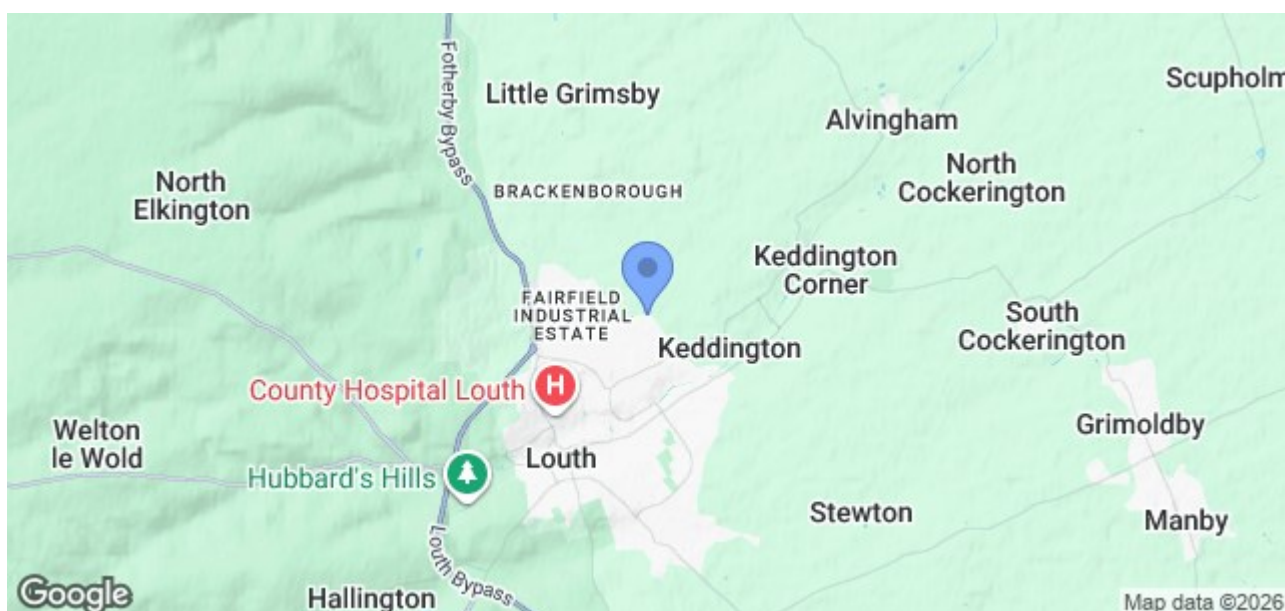 Fotherby Bypass
Little Grimsby
Scupholm
Alvingham
North
Elkington
BRACKENBOROUGH
North
Cockerington
Keddington
Corner
FAIRFIELD
INDUSTRIAL
ESTATE
South
Cockerington
Keddington
County Hospital Louth
H
Grimoldby
Welton
le Wold
Louth
Hubbard's Hills
Stewton
Manby
Louth Bypass
Hallington
Google
Map data ©2026